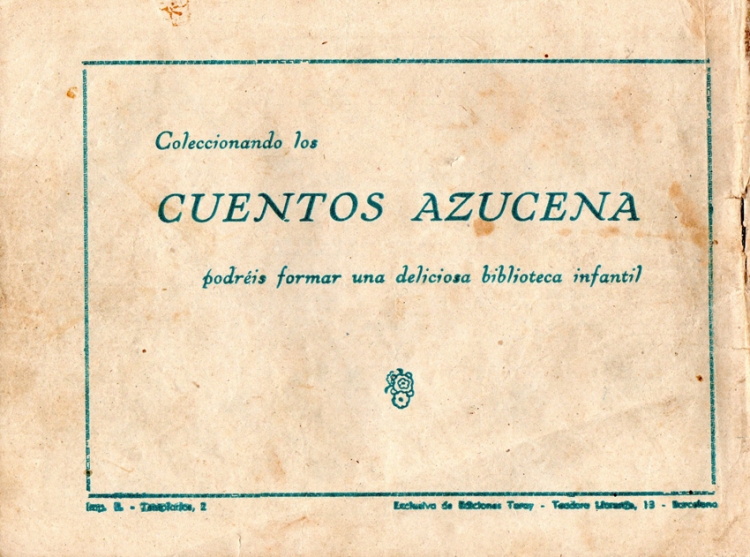 Coleccionando los
CUENTOS AZUCENA
podréis formar una deliciosa biblioteca infantil
Imp. B. - Templarios, 2
Exclusiva de Ediciones Toray - Teodoro Llorente, 13 - Barcelona